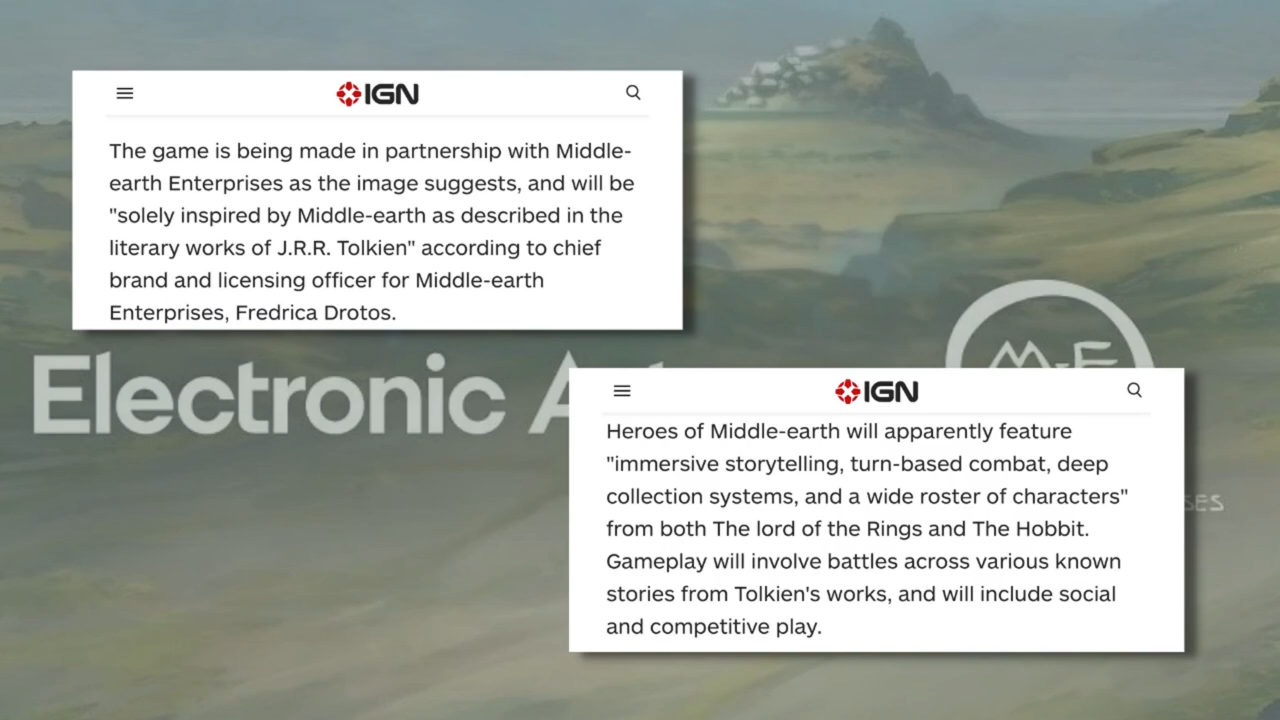 IGN
The game is being made in partnership with Middle-
earth Enterprises as the image suggests, and will be
"solely inspired by Middle-earth as described in the
literary works of J.R.R. Tolkien" according to chief
brand and licensing officer for Middle-earth
Enterprises, Fredrica Drotos.
Electronic A
M-E
IGN
Heroes of Middle-earth will apparently feature
"immersive storytelling, turn-based combat, deep
collection systems, and a wide roster of characters"
from both The lord of the Rings and The Hobbit.
Gameplay will involve battles across various known
stories from Tolkien's works, and will include social
and competitive play.
SES